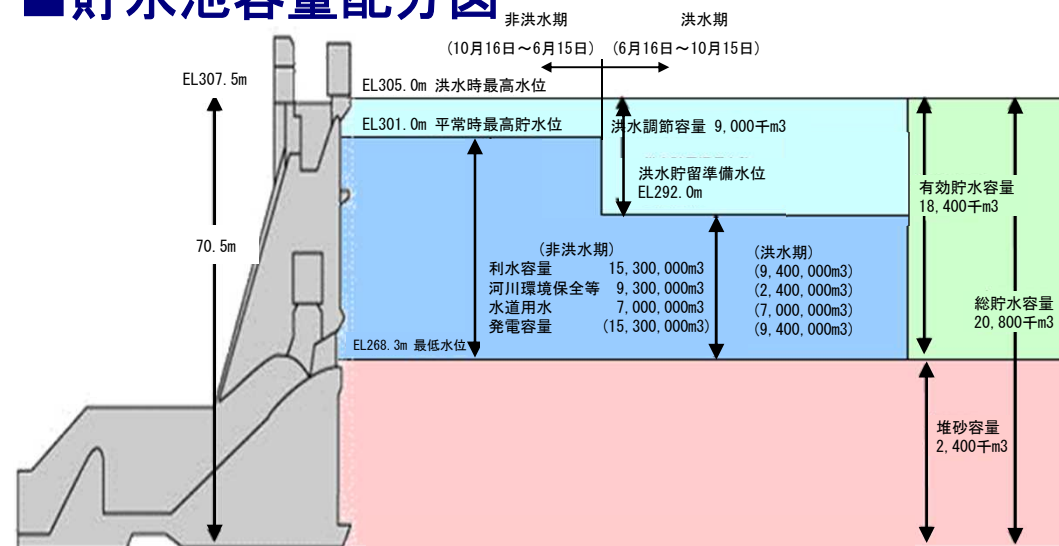 ■貯水池容量配分図
非洪水期 洪水期
(10月16日～6月15日) (6月16日～10月15日)
EL307.5m
EL305.0m 洪水時最高水位
EL301.0m 平常時最高貯水位
洪水調節容量 9,000千m3
洪水貯留準備水位
EL292.0m
有効貯水容量
18,400千m3
70.5m
(非洪水期) (洪水期)
利水容量 15,300,000m3 (9,400,000m3)
河川環境保全等 9,300,000m3 (2,400,000m3)
水道用水 7,000,000m3 (7,000,000m3)
発電容量 (15,300,000m3) (9,400,000m3)
総貯水容量
20,800千m3
EL268.3m 最低水位
堆砂容量
2,400千m3